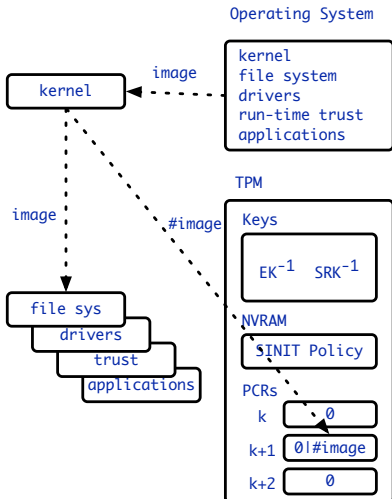 Operating System
kernel
file system
drivers
run-time trust
applications
image
kernel
image
#image
file sys
drivers
trust
applications
TPM
Keys
EK-1 SRK-1
NVRAM
SINIT Policy
PCRs
k 0
k+1 0|#image
k+2 0